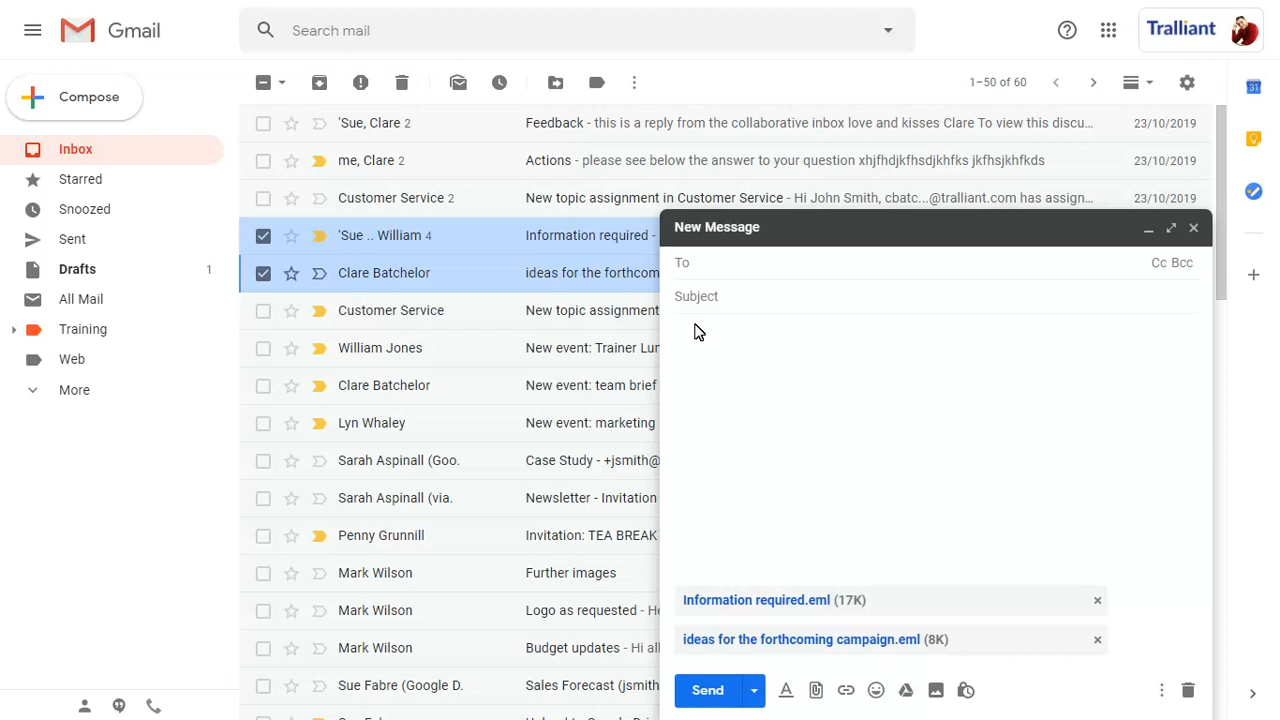 Gmail
Search mail
Tralliant
Compose
1–50 of 60
Inbox
Starred
Snoozed
Sent
Drafts 1
All Mail
Training
Web
More
'Sue, Clare 2 Feedback - this is a reply from the collaborative inbox love and kisses Clare To view this discu... 23/10/2019
me, Clare 2 Actions - please see below the answer to your question xhjfhdjkfhsdjkhfks jkfhsjkhfkds 23/10/2019
Customer Service 2 New topic assignment in Customer Service - Hi John Smith, cbatc...@tralliant.com has assign... 23/10/2019
'Sue .. William 4 Information required -
Clare Batchelor ideas for the forthcom
Customer Service New topic assignment
William Jones New event: Trainer Lun
Clare Batchelor New event: team brief
Lyn Whaley New event: marketing
Sarah Aspinall (Goo. Case Study - +jsmith@
Sarah Aspinall (via. Newsletter - Invitation
Penny Grunnill Invitation: TEA BREAK
Mark Wilson Further images
Mark Wilson Logo as requested - He
Mark Wilson Budget updates - Hi all
Sue Fabre (Google D. Sales Forecast (jsmith
New Message
To Cc Bcc
Subject
Information required.eml (17K)
ideas for the forthcoming campaign.eml (8K)
Send
31